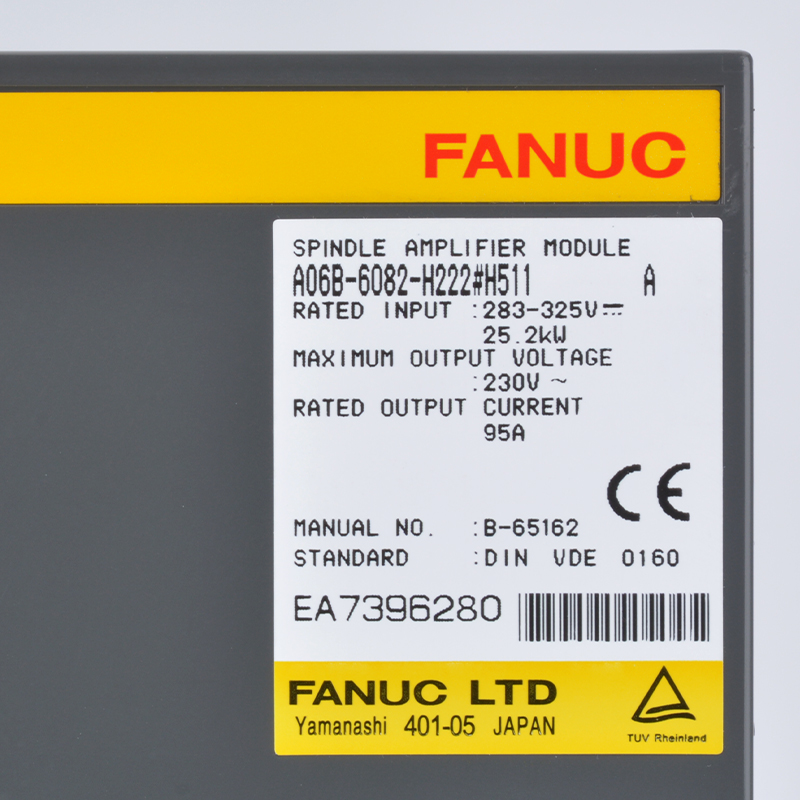 FANUC
SPINDLE AMPLIFIER MODULE
A06B-6082-H222#H511 A
RATED INPUT :283-325V⎓
25.2kW
MAXIMUM OUTPUT VOLTAGE
:230V ~
RATED OUTPUT CURRENT
95A
CE
MANUAL NO. :B-65162
STANDARD :DIN VDE 0160
EA7396280
FANUC LTD
Yamanashi 401-05 JAPAN
TUV Rheinland